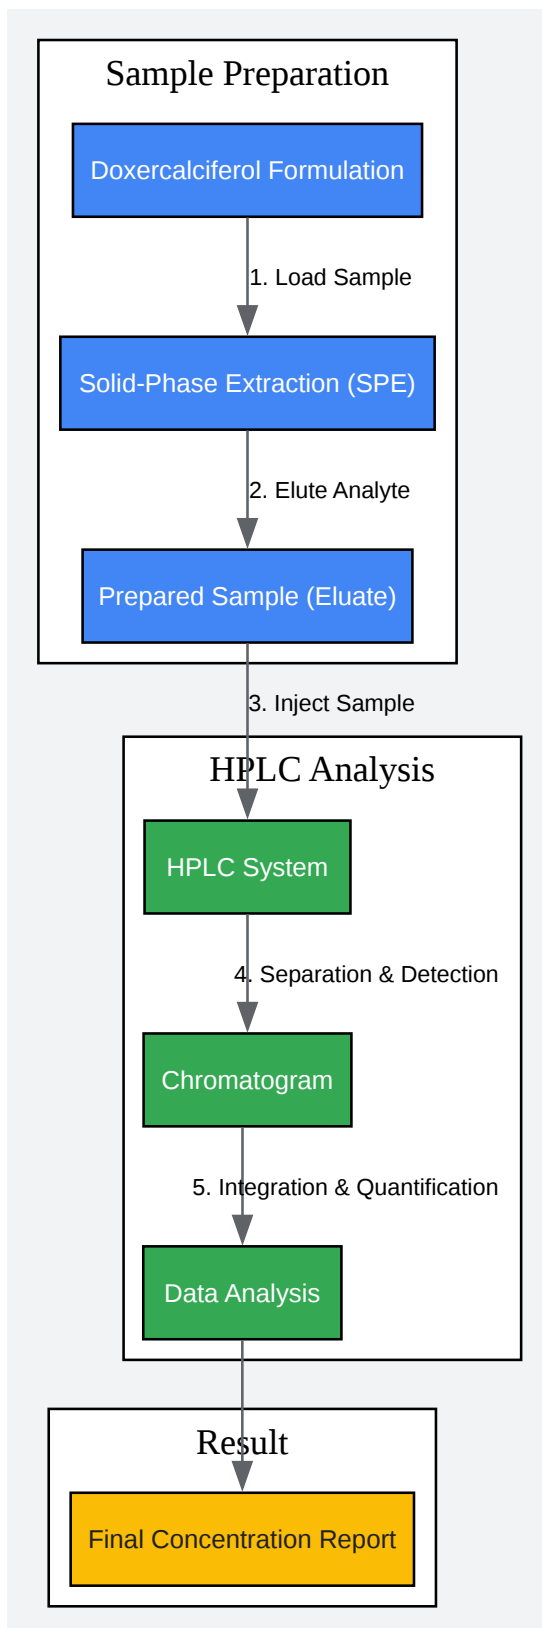 Sample Preparation
Doxercalciferol Formulation
1. Load Sample
Solid-Phase Extraction (SPE)
2. Elute Analyte
Prepared Sample (Eluate)
3. Inject Sample
HPLC Analysis
HPLC System
4. Separation & Detection
Chromatogram
5. Integration & Quantification
Data Analysis
Result
Final Concentration Report